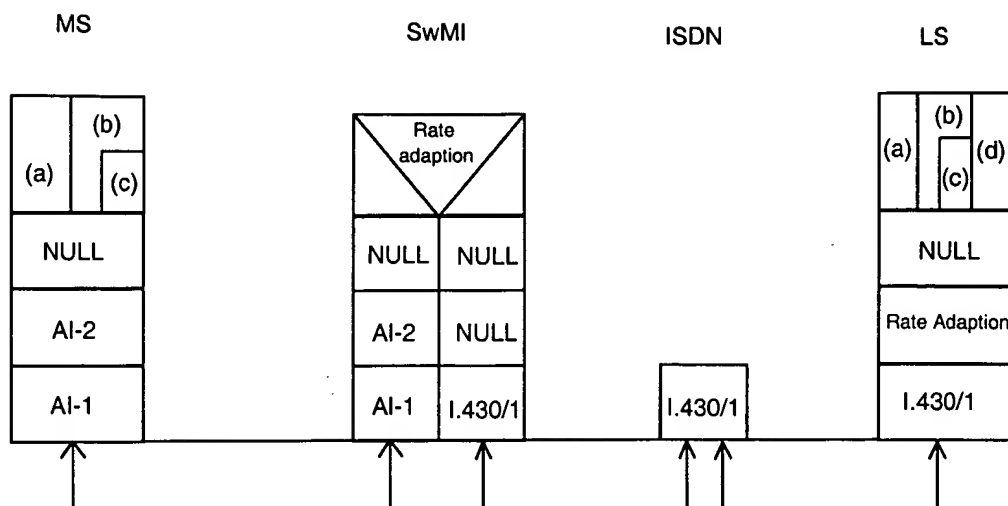 MS SwMI ISDN LS
(a) (b) (c)
Rate
adaption
(a) (b) (c) (d)
NULL NULL NULL NULL
AI-2 AI-2 NULL Rate Adaption
AI-1 AI-1 I.430/1 I.430/1 I.430/1